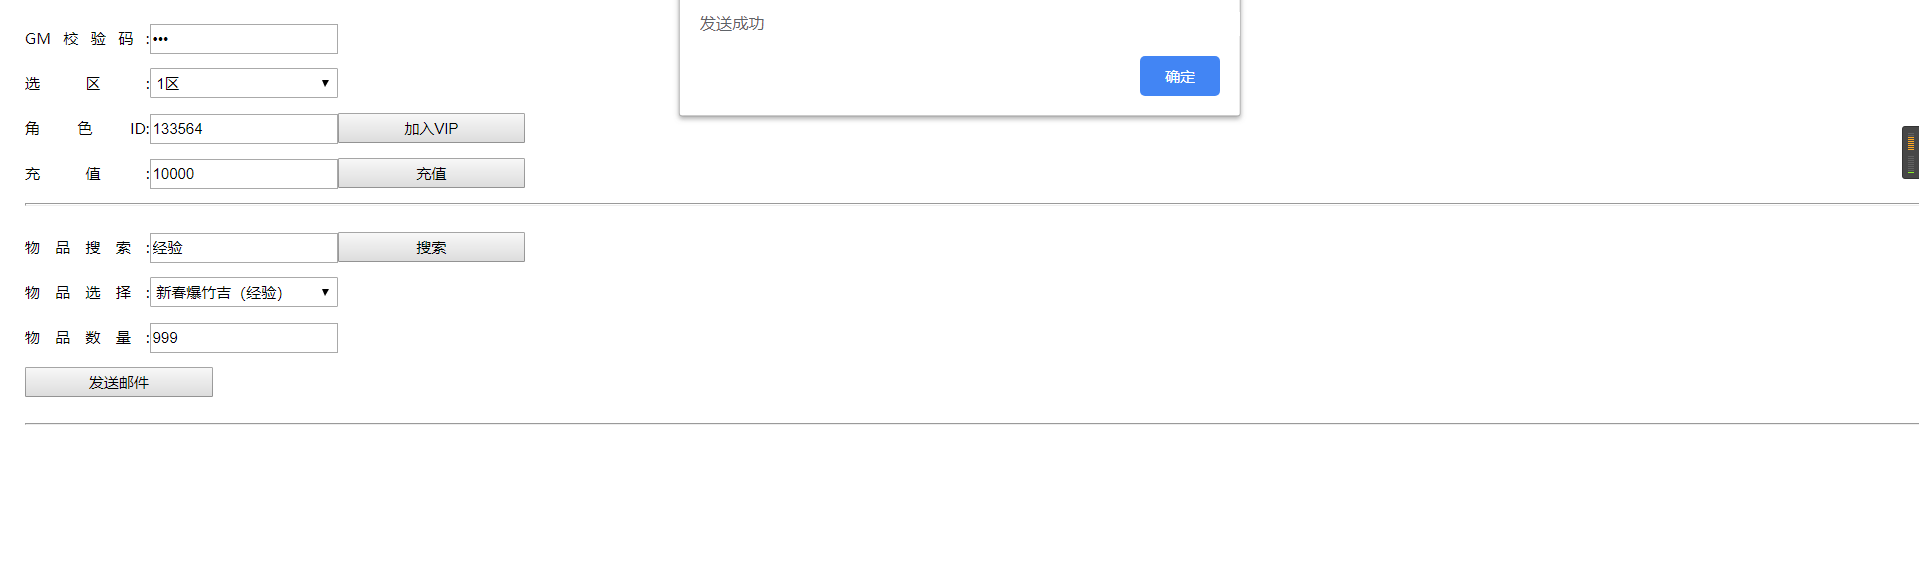 发送成功
确定
GM 校 验 码 :•••
选 区 :1区
角 色 ID:133564 加入VIP
充 值 :10000 充值
物 品 搜 索 :经验 搜索
物 品 选 择 :新春爆竹吉（经验）
物 品 数 量 :999
发送邮件